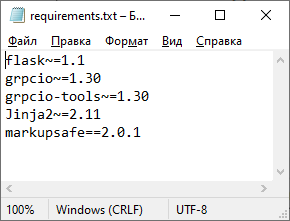 requirements.txt – Б...
Файл Правка Формат Вид Справка
flask~=1.1
grpcio~=1.30
grpcio-tools~=1.30
Jinja2~=2.11
markupsafe==2.0.1
100% Windows (CRLF) UTF-8